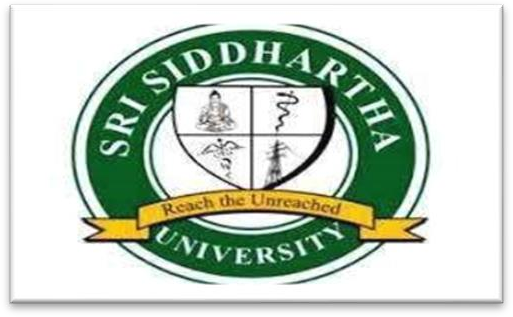 SRI SIDDHARTHA
Reach the Unreached
UNIVERSITY